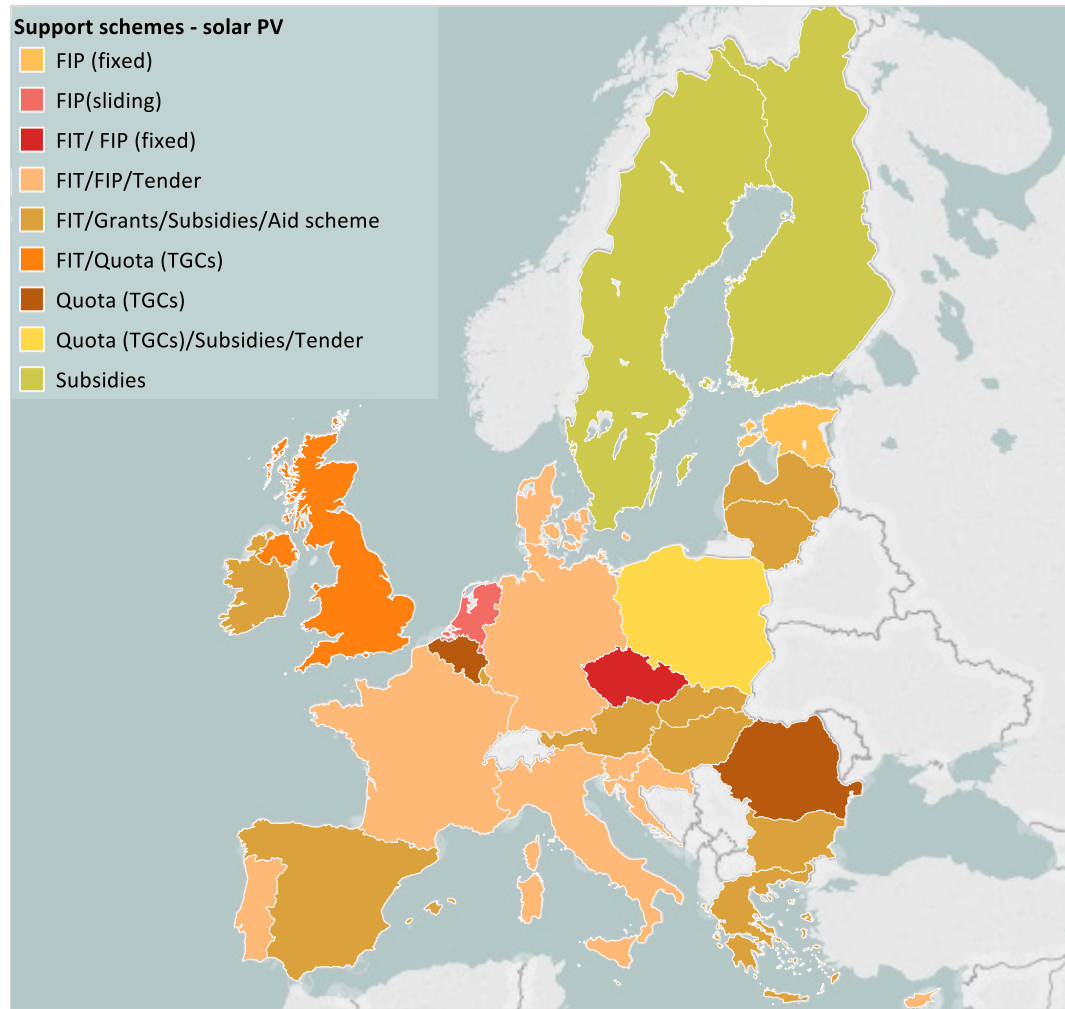 Support schemes - solar PV
FIP (fixed)
FIP(sliding)
FIT/ FIP (fixed)
FIT/FIP/Tender
FIT/Grants/Subsidies/Aid scheme
FIT/Quota (TGCs)
Quota (TGCs)
Quota (TGCs)/Subsidies/Tender
Subsidies